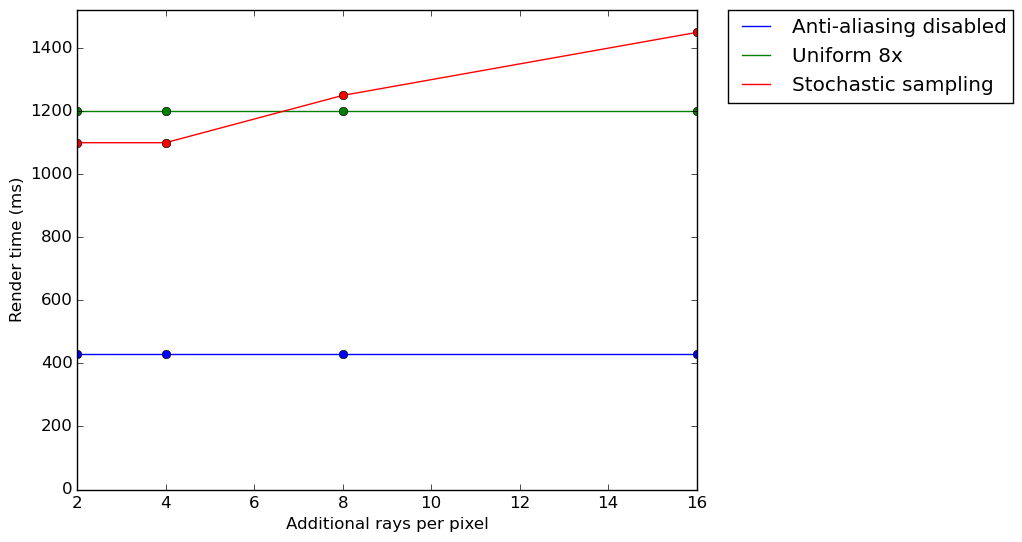 1400
1200
1000
800
600
400
200
0
2 4 6 8 10 12 14 16
Additional rays per pixel
Render time (ms)
Anti-aliasing disabled
Uniform 8x
Stochastic sampling